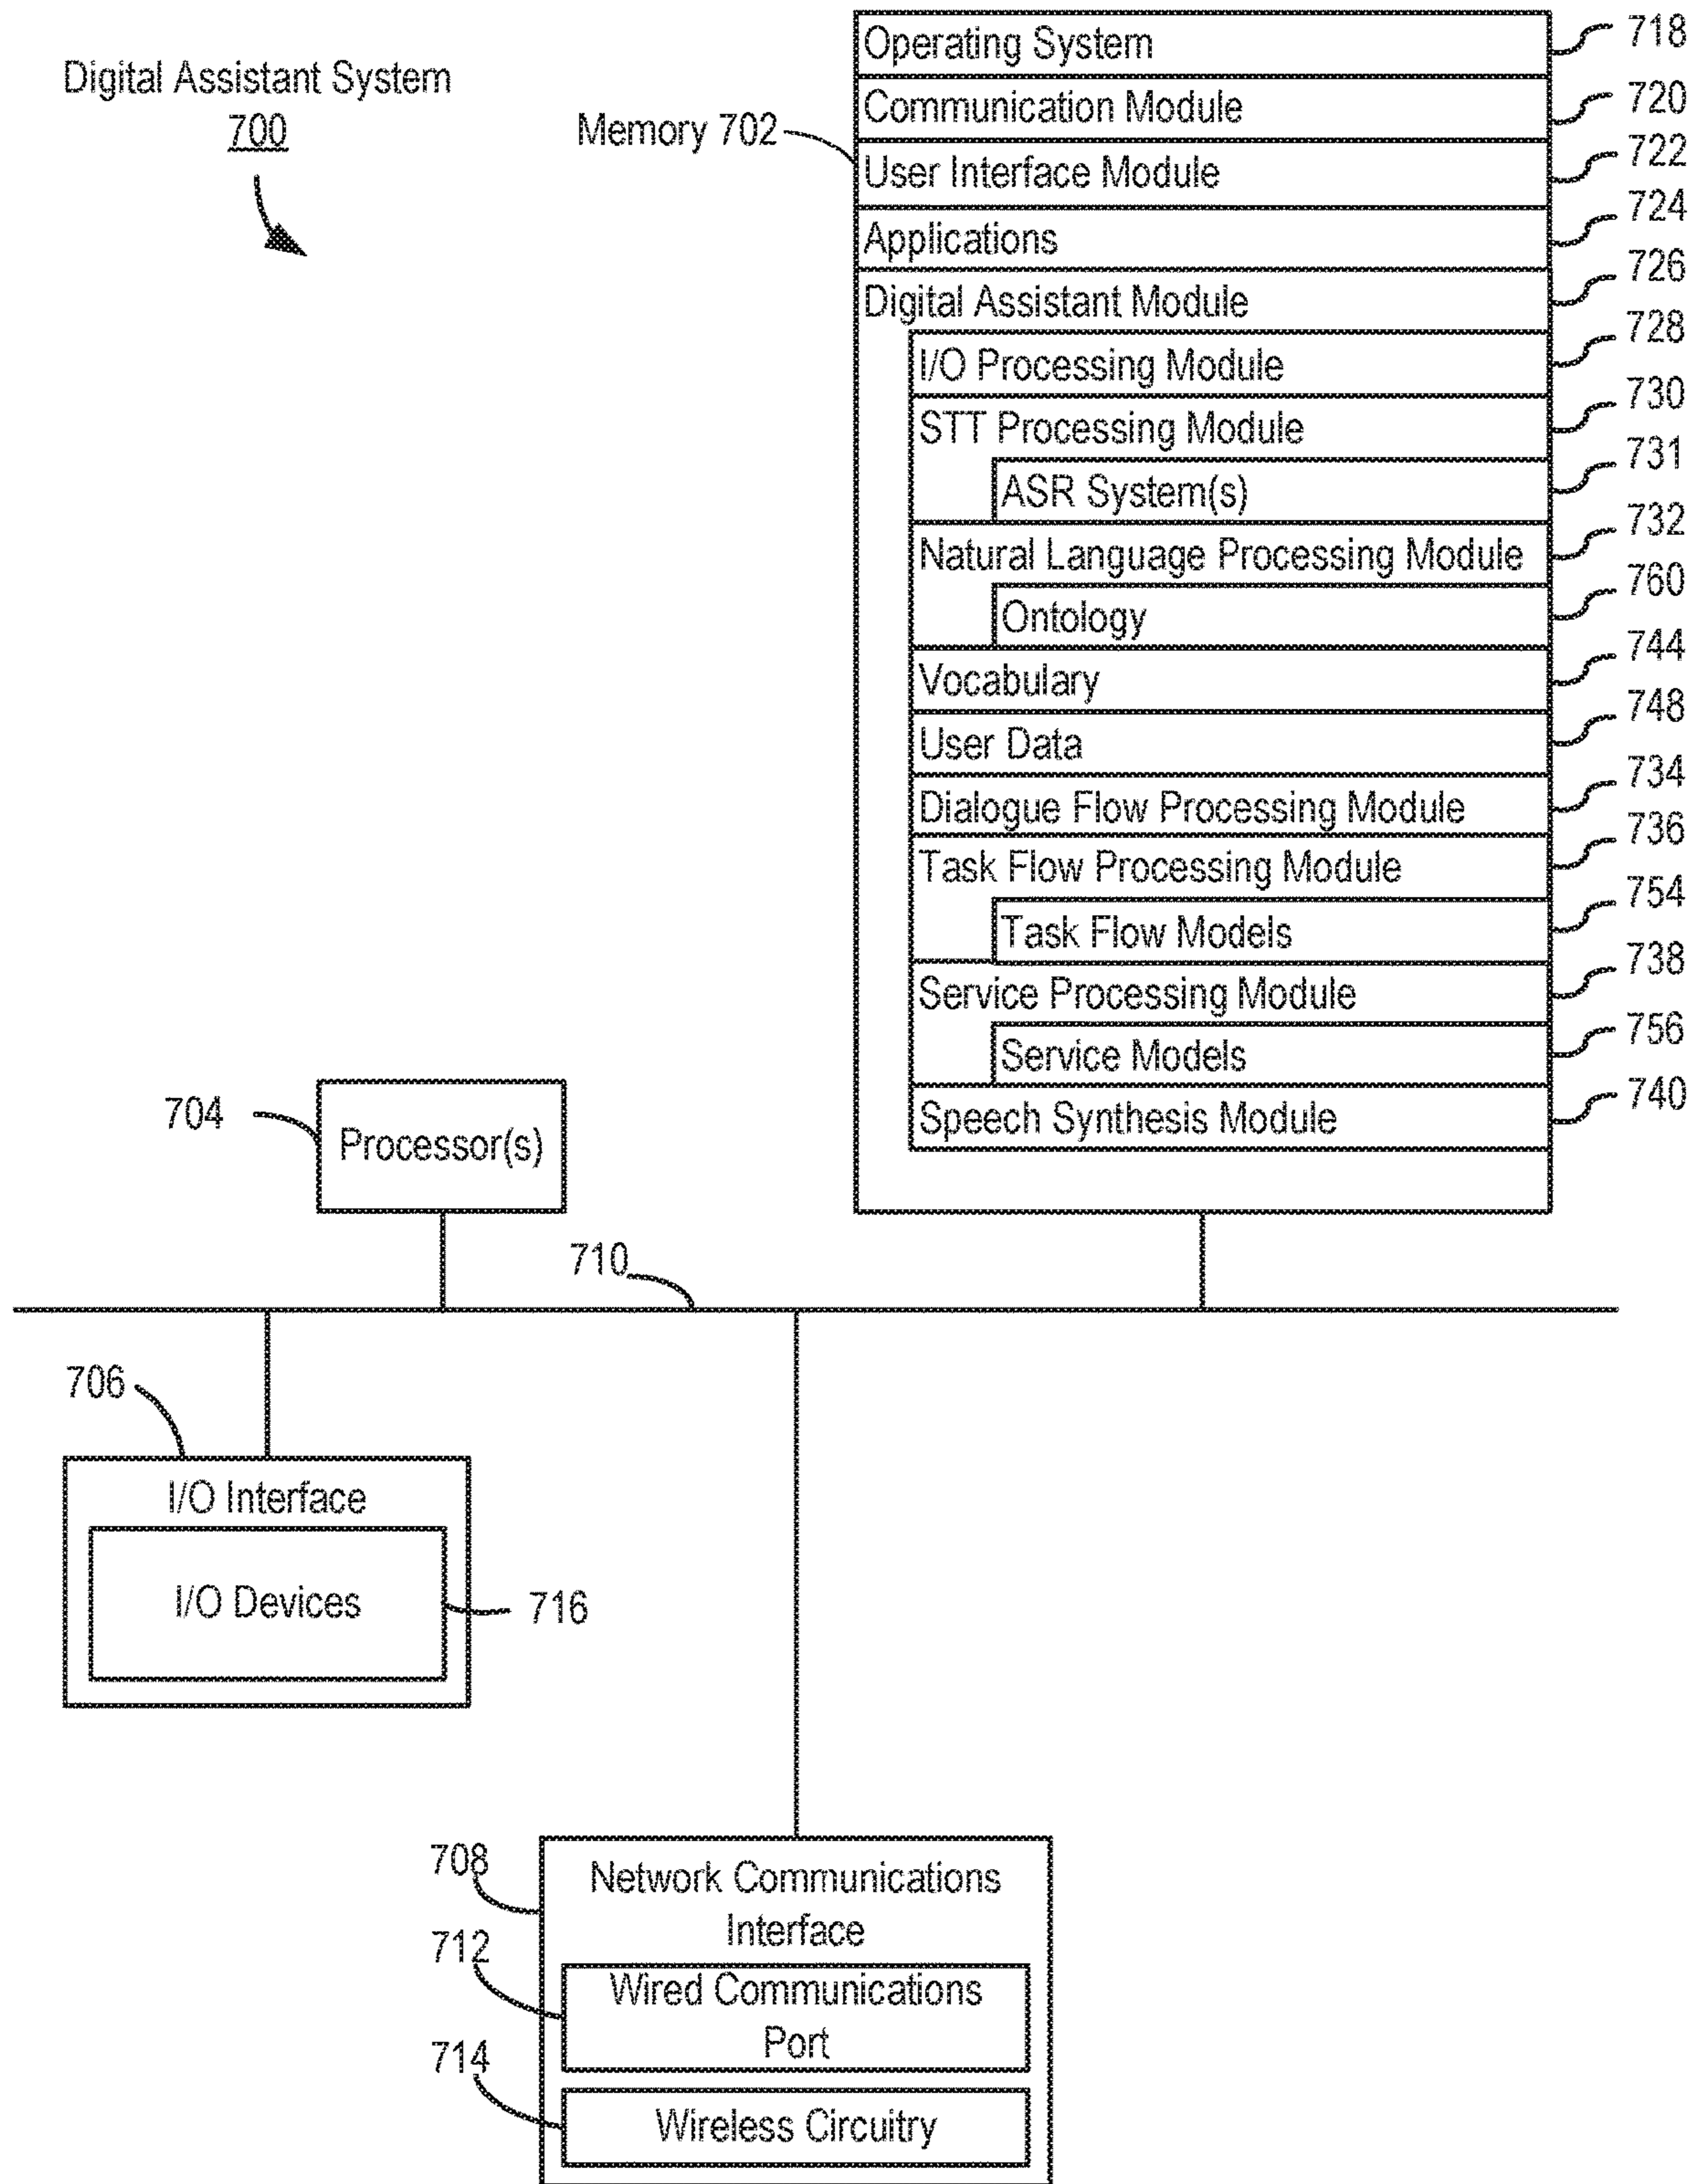 Digital Assistant System
700
Memory 702
Operating System 718
Communication Module 720
User Interface Module 722
Applications 724
Digital Assistant Module 726
I/O Processing Module 728
STT Processing Module 730
ASR System(s) 731
Natural Language Processing Module 732
Ontology 760
Vocabulary 744
User Data 748
Dialogue Flow Processing Module 734
Task Flow Processing Module 736
Task Flow Models 754
Service Processing Module 738
Service Models 756
Speech Synthesis Module 740
704
Processor(s)
710
706
I/O Interface
I/O Devices
716
708
Network Communications
Interface
712
Wired Communications
Port
714
Wireless Circuitry